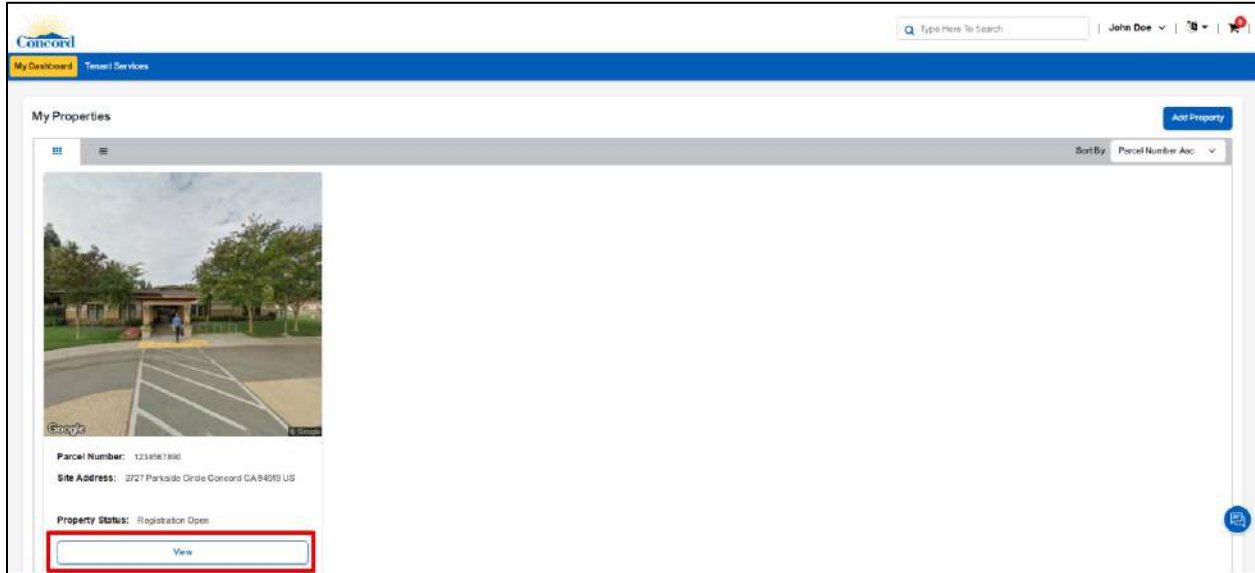 Concord
Type Here To Search
John Doe
0
My Dashboard Tenant Services
My Properties
Add Property
Sort By Parcel Number Asc
Google
© Google
Parcel Number: 1234567890
Site Address: 2727 Parkside Circle Concord CA 94519 US
Property Status: Registration Open
View